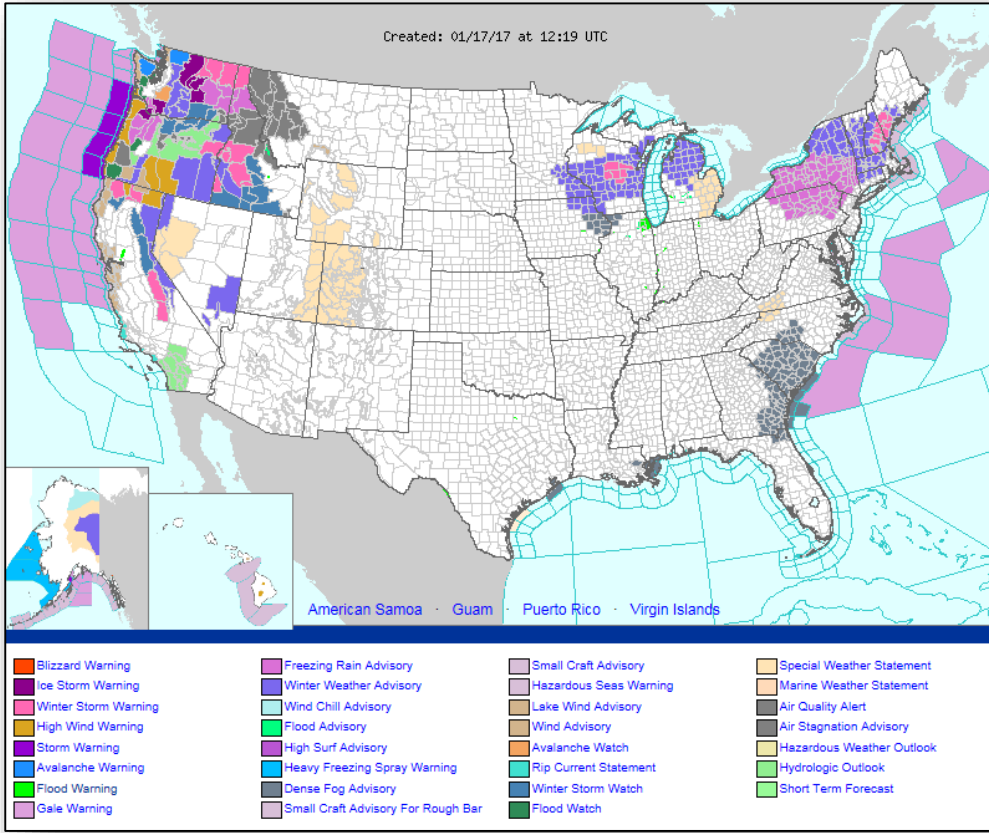 Created: 01/17/17 at 12:19 UTC
American Samoa · Guam · Puerto Rico · Virgin Islands
Blizzard Warning
Ice Storm Warning
Winter Storm Warning
High Wind Warning
Storm Warning
Avalanche Warning
Flood Warning
Gale Warning
Freezing Rain Advisory
Winter Weather Advisory
Wind Chill Advisory
Flood Advisory
High Surf Advisory
Heavy Freezing Spray Warning
Dense Fog Advisory
Small Craft Advisory For Rough Bar
Small Craft Advisory
Hazardous Seas Warning
Lake Wind Advisory
Wind Advisory
Avalanche Watch
Rip Current Statement
Winter Storm Watch
Flood Watch
Special Weather Statement
Marine Weather Statement
Air Quality Alert
Air Stagnation Advisory
Hazardous Weather Outlook
Hydrologic Outlook
Short Term Forecast